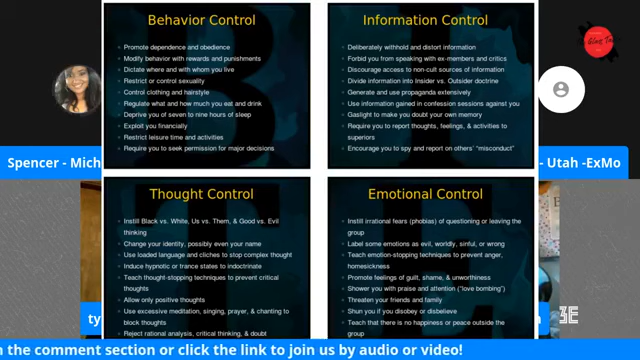 Behavior Control
Promote dependence and obedience
Modify behavior with rewards and punishments
Dictate where and with whom you live
Restrict or control sexuality
Control clothing and hairstyle
Regulate what and how much you eat and drink
Deprive you of seven to nine hours of sleep
Exploit you financially
Restrict leisure time and activities
Require you to seek permission for major decisions
Information Control
Deliberately withhold and distort information
Forbid you from speaking with ex-members and critics
Discourage access to non-cult sources of information
Divide information into Insider vs. Outsider doctrine
Generate and use propaganda extensively
Use information gained in confession sessions against you
Gaslight to make you doubt your own memory
Require you to report thoughts, feelings, & activities to
superiors
Encourage you to spy and report on others' "misconduct"
Spencer - Mich
- Utah -ExMo
Thought Control
Instill Black vs. White, Us vs. Them, & Good vs. Evil
thinking
Change your identity, possibly even your name
Use loaded language and cliches to stop complex thought
Induce hypnotic or trance states to indoctrinate
Teach thought-stopping techniques to prevent critical
thoughts
Allow only positive thoughts
Use excessive meditation, singing, prayer, & chanting to
block thoughts
Reject rational analysis, critical thinking, & doubt
Emotional Control
Instill irrational fears (phobias) of questioning or leaving the
group
Label some emotions as evil, worldly, sinful, or wrong
Teach emotion-stopping techniques to prevent anger,
homesickness
Promote feelings of guilt, shame, & unworthiness
Shower you with praise and attention ("love bombing")
Threaten your friends and family
Shun you if you disobey or disbelieve
Teach that there is no happiness or peace outside the
group
ty
n the comment section or click the link to join us by audio or video!